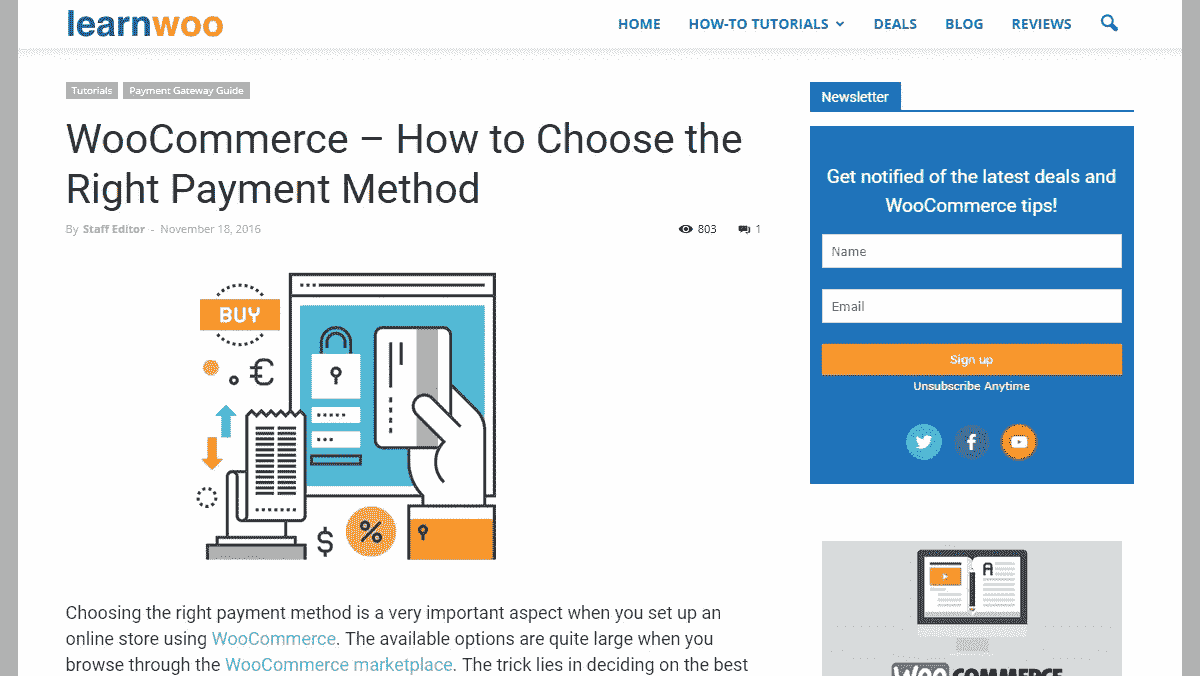 learnwoo
HOME HOW-TO TUTORIALS DEALS BLOG REVIEWS
Tutorials Payment Gateway Guide
WooCommerce – How to Choose the
Right Payment Method
By Staff Editor - November 18, 2016 803 1
BUY
€
$
%
Choosing the right payment method is a very important aspect when you set up an
online store using WooCommerce. The available options are quite large when you
browse through the WooCommerce marketplace. The trick lies in deciding on the best
Newsletter
Get notified of the latest deals and
WooCommerce tips!
Name
Email
Sign up
Unsubscribe Anytime
A
WOO COMMERCE